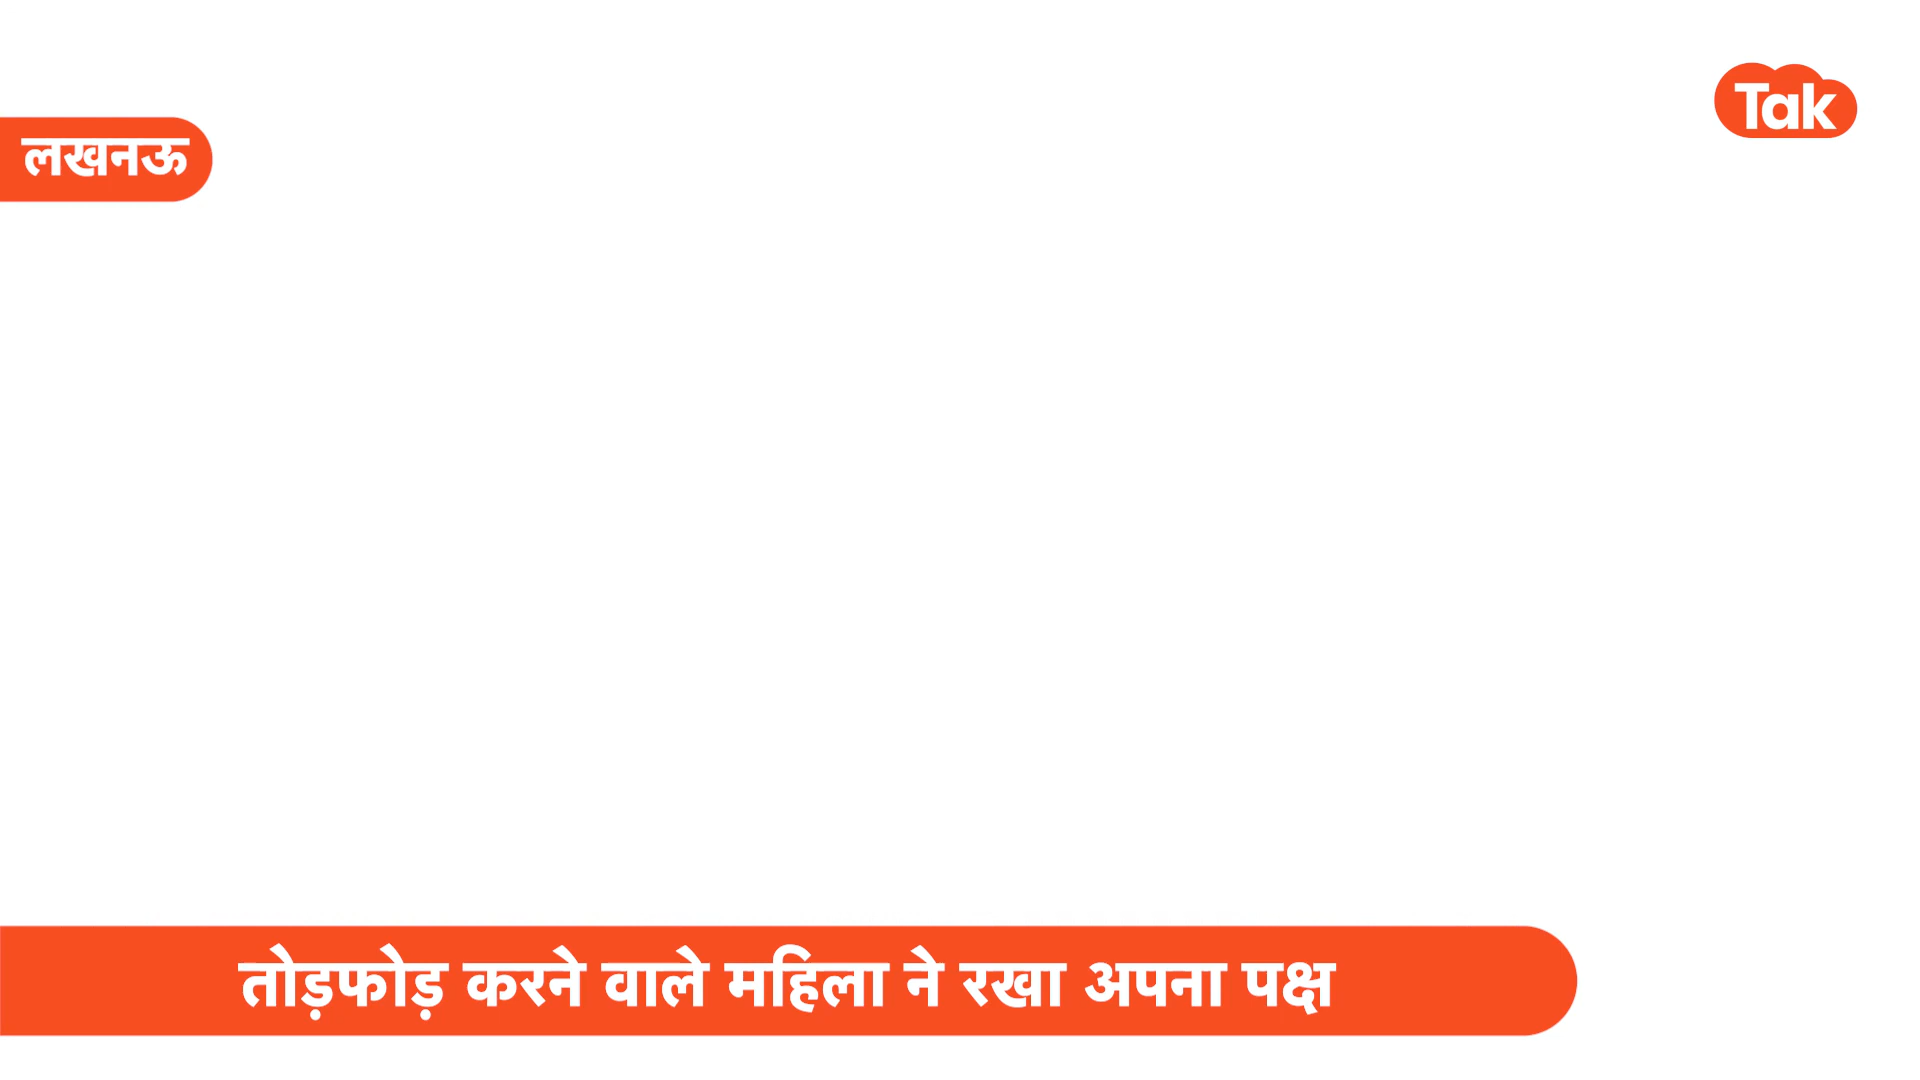 Tak
लखनऊ
तोड़फोड़ करने वाले महिला ने रखा अपना पक्ष